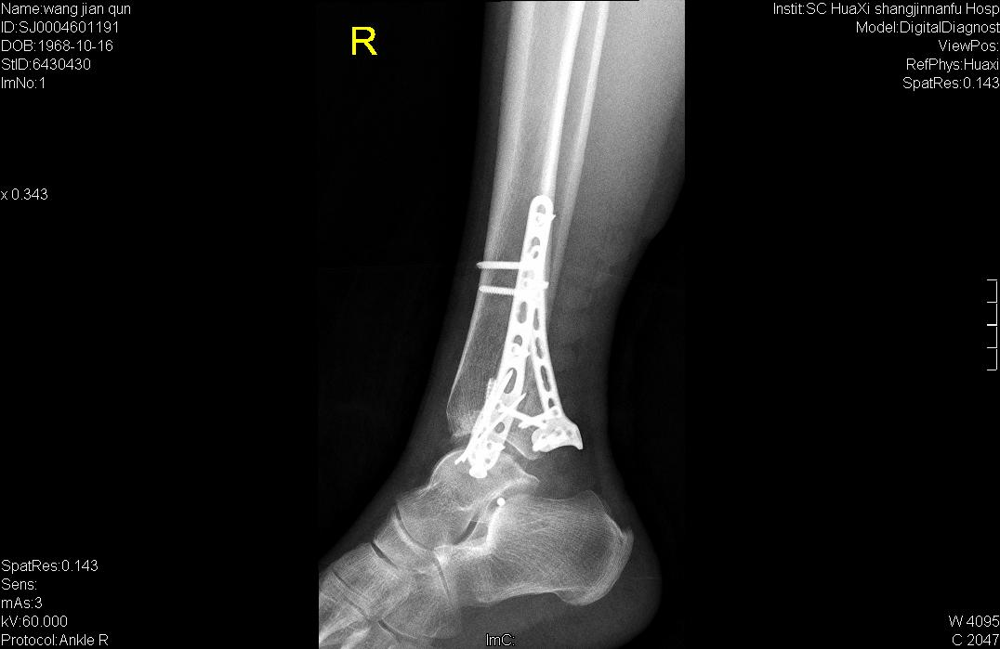 Name:wang jian qun
ID:SJ0004601191
DOB:1968-10-16
StID:6430430
ImNo:1
Instit:SC HuaXi shangjinnanfu Hosp
Model:DigitalDiagnost
ViewPos:
RefPhys:Huaxi
SpatRes:0.143
R
x 0.343
SpatRes:0.143
Sens:
mAs:3
kV:60.000
Protocol:Ankle R
ImC:
W 4095
C 2047